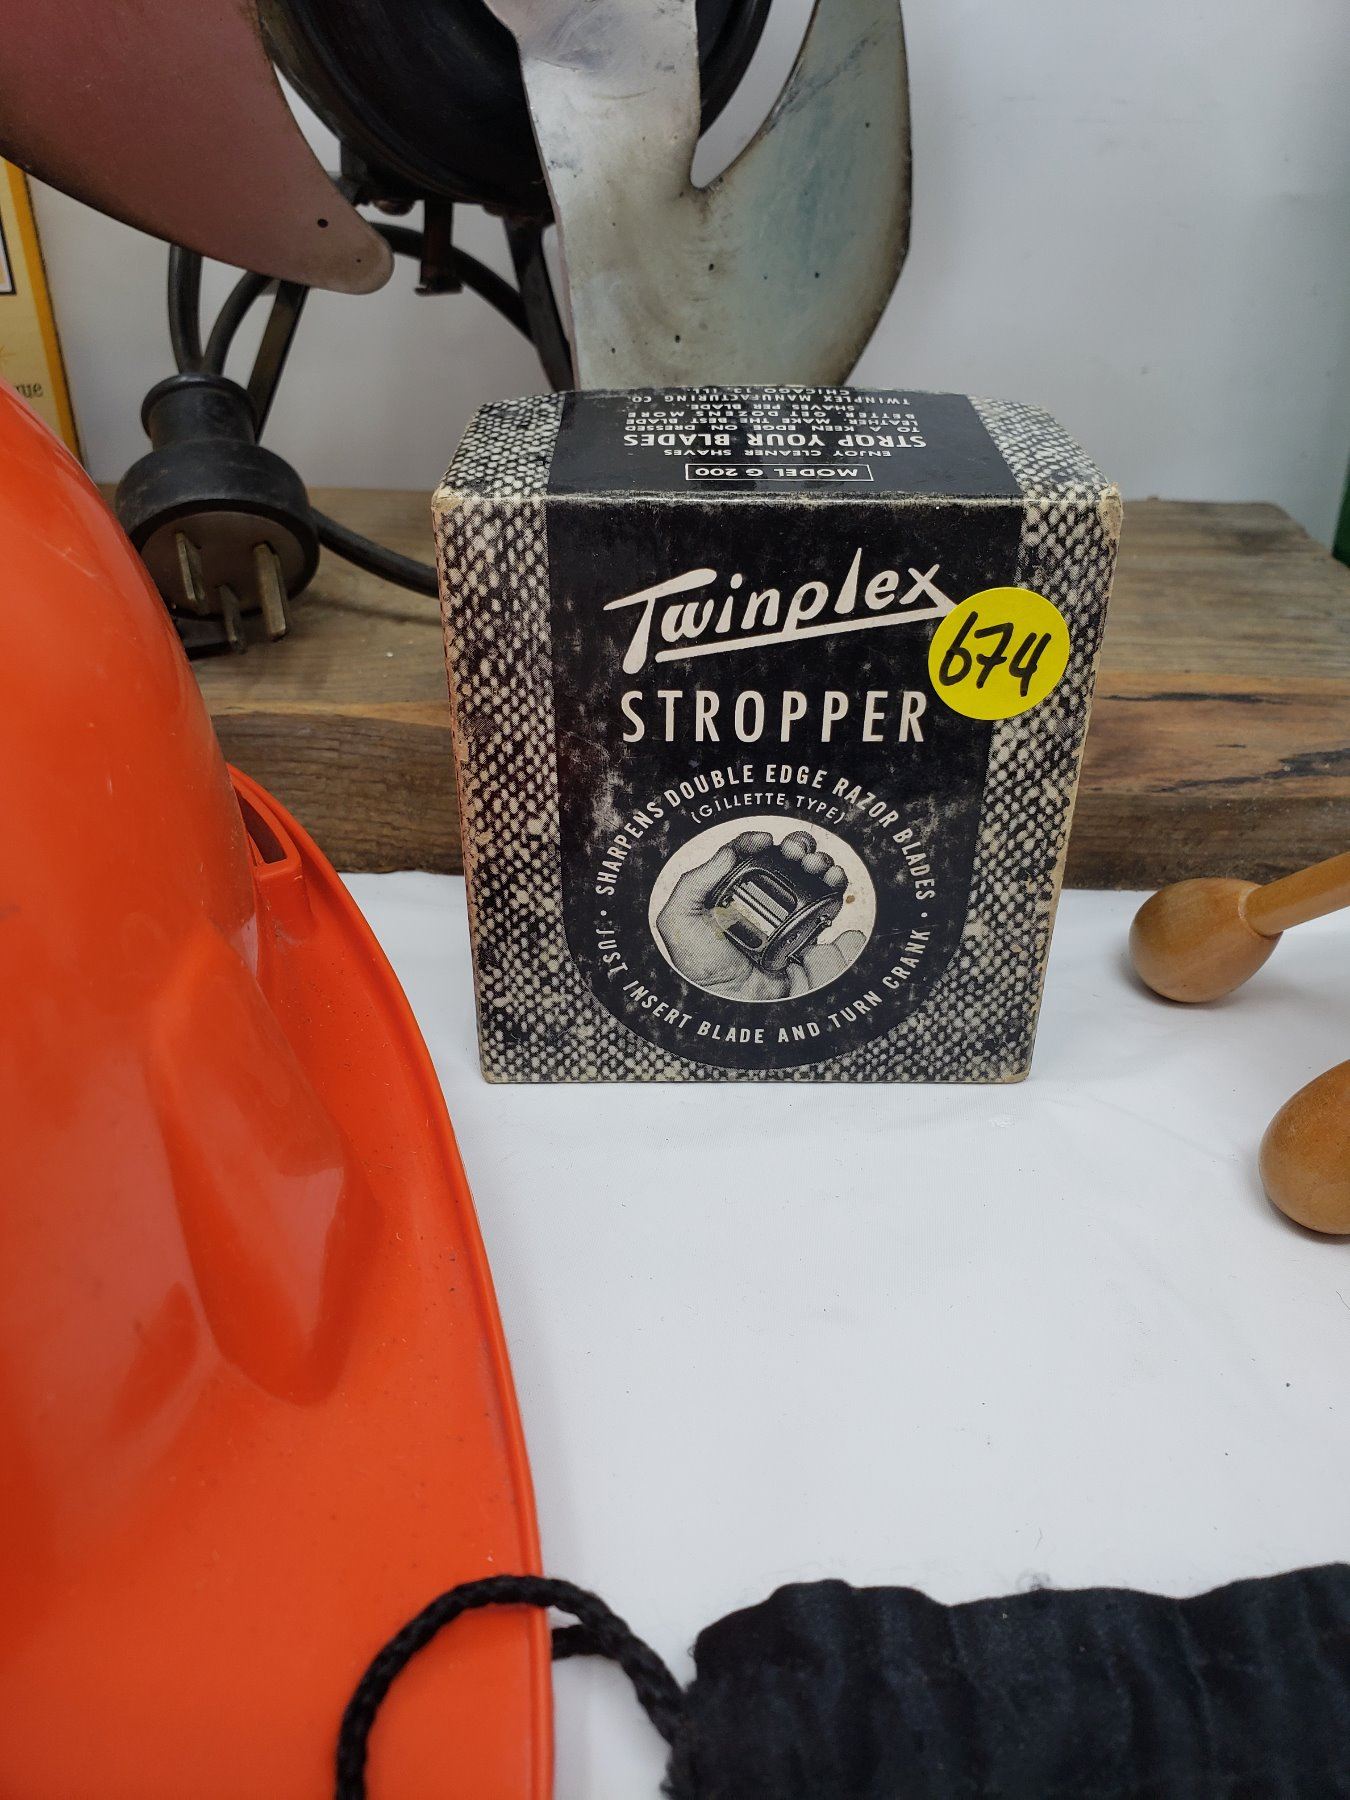 MODEL G 200
ENJOY CLEANER SHAVES
STROP YOUR BLADES
TO A KEEN EDGE ON DRESSED
LEATHER. MAKE THE BEST BLADE
BETTER. GET DOZENS MORE
SHAVES PER BLADE.
TWINPLEX MANUFACTURING CO.
CHICAGO 13, ILL.
Twinplex
674
STROPPER
• SHARPENS DOUBLE EDGE RAZOR BLADES •
(GILLETTE TYPE)
JUST INSERT BLADE AND TURN CRANK